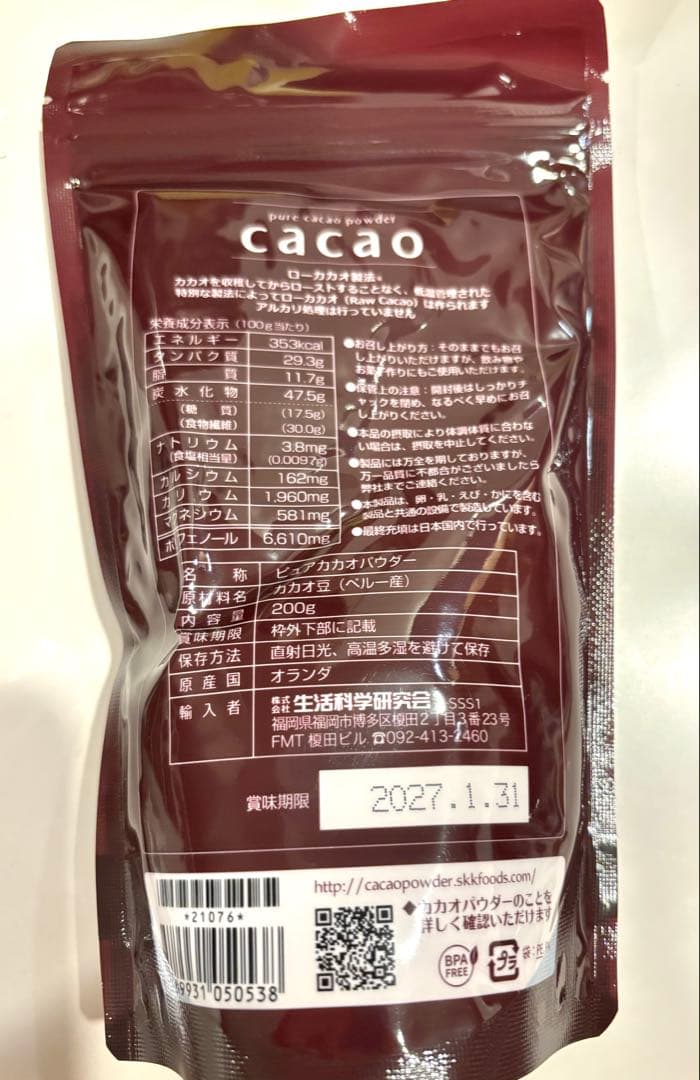 pure cacao powder
cacao
ローカカオ製法。
カカオを収穫してからローストすることなく、低温管理された
特別な製法によってローカカオ（Raw Cacao）は作られます
アルカリ処理は行っていません
栄養成分表示（100g当たり）
エネルギー 353kcal
タンパク質 29.3g
脂 質 11.7g
炭水化物 47.5g
（糖 質） (17.5g)
（食物繊維） (30.0g)
ナトリウム 3.8mg
（食塩相当量） (0.0097g)
カルシウム 162mg
カリウム 1,960mg
マグネシウム 581mg
ポリフェノール 6,610mg
●お召し上がり方：そのままでもお召
し上がりいただけますが、飲み物や
お菓子作りにもご使用いただけます。
●保管上の注意：開封後はしっかりチ
ャックを閉め、なるべく早めにお召
し上がりください。
●本品の摂取により体調体質に合わな
い場合は、摂取を中止してください。
●製品には万全を期しておりますが、
万一品質に不都合がございましたら
弊社までご連絡ください。
●本製品は、卵・乳・えび・かにを含む
製品と共通の設備で製造しています。
●最終充填は日本国内で行っています。
名 称 ピュアカカオパウダー
原材料名 カカオ豆（ペルー産）
内容量 200g
賞味期限 枠外下部に記載
保存方法 直射日光、高温多湿を避けて保存
原産国 オランダ
輸入者 株式会社 生活科学研究会 SSS1
福岡県福岡市博多区榎田2丁目3番23号
FMT 榎田ビル ☎092-413-2460
賞味期限 2027.1.31
http://cacaopowder.skkfoods.com/
◆カカオパウダーのことを
詳しく確認いただけます
*21076*
9931 050538
BPA
FREE
プラ
袋：PE